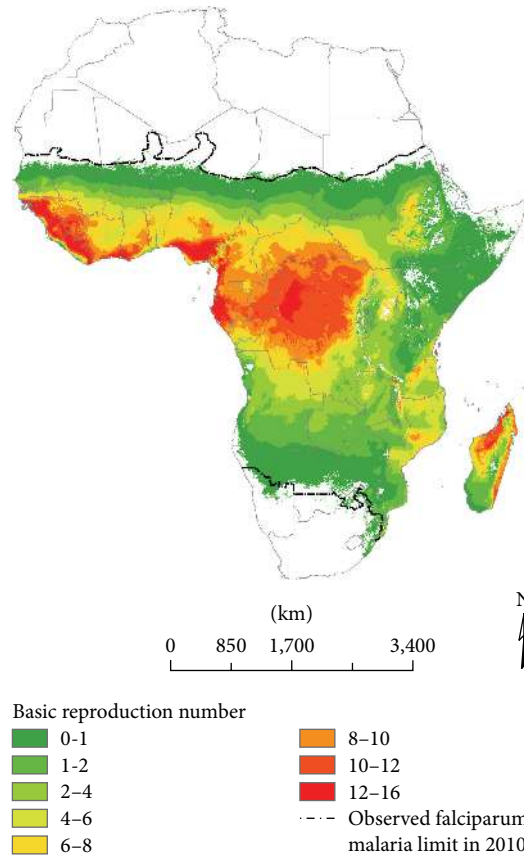 (km)
N
0 850 1,700 3,400
Basic reproduction number
0-1
1-2
2–4
4–6
6–8
8–10
10–12
12–16
Observed falciparum
malaria limit in 2010